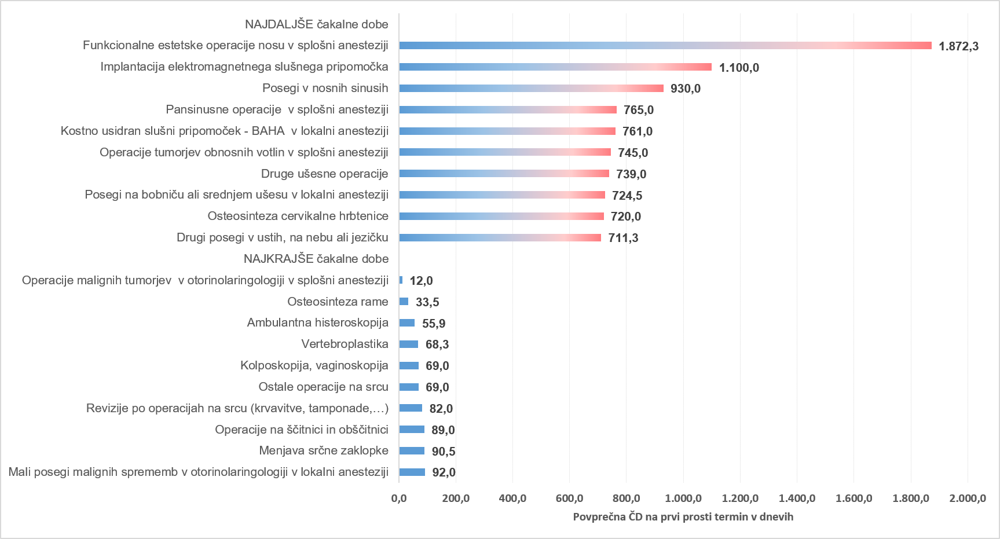 NAJDALJŠE čakalne dobe
Funkcionalne estetske operacije nosu v splošni anesteziji 1.872,3
Implantacija elektromagnetnega slušnega pripomočka 1.100,0
Posegi v nosnih sinusih 930,0
Pansinusne operacije  v splošni anesteziji 765,0
Kostno usidran slušni pripomoček - BAHA  v lokalni anesteziji 761,0
Operacije tumorjev obnosnih votlin v splošni anesteziji 745,0
Druge ušesne operacije 739,0
Posegi na bobniču ali srednjem ušesu v lokalni anesteziji 724,5
Osteosinteza cervikalne hrbtenice 720,0
Drugi posegi v ustih, na nebu ali jezičku 711,3
NAJKRAJŠE čakalne dobe
Operacije malignih tumorjev  v otorinolaringologiji v splošni anesteziji 12,0
Osteosinteza rame 33,5
Ambulantna histeroskopija 55,9
Vertebroplastika 68,3
Kolposkopija, vaginoskopija 69,0
Ostale operacije na srcu 69,0
Revizije po operacijah na srcu (krvavitve, tamponade,…) 82,0
Operacije na ščitnici in obščitnici 89,0
Menjava srčne zaklopke 90,5
Mali posegi malignih sprememb v otorinolaringologiji v lokalni anesteziji 92,0
0,0 200,0 400,0 600,0 800,0 1.000,0 1.200,0 1.400,0 1.600,0 1.800,0 2.000,0
Povprečna ČD na prvi prosti termin v dnevih